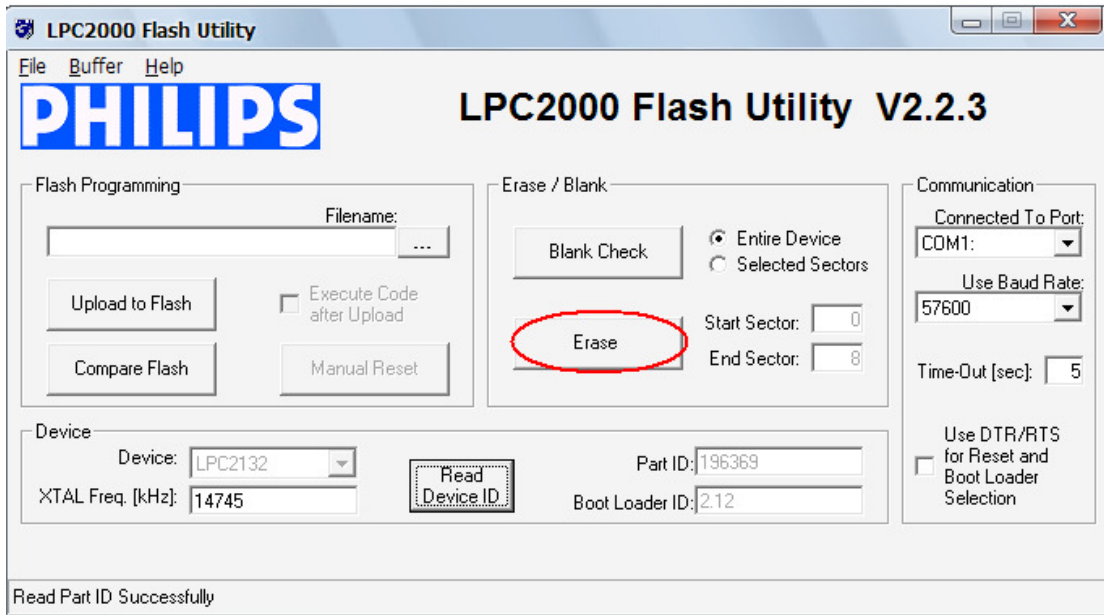 LPC2000 Flash Utility
File Buffer Help
PHILIPS
LPC2000 Flash Utility V2.2.3
Flash Programming
Filename:
...
Upload to Flash
Execute Code
after Upload
Compare Flash
Manual Reset
Erase / Blank
Blank Check
Entire Device
Selected Sectors
Erase
Start Sector: 0
End Sector: 8
Communication
Connected To Port:
COM1:
Use Baud Rate:
57600
Time-Out [sec]: 5
Use DTR/RTS
for Reset and
Boot Loader
Selection
Device
Device: LPC2132
XTAL Freq. [kHz]: 14745
Read
Device ID
Part ID: 196369
Boot Loader ID: 2.12
Read Part ID Successfully